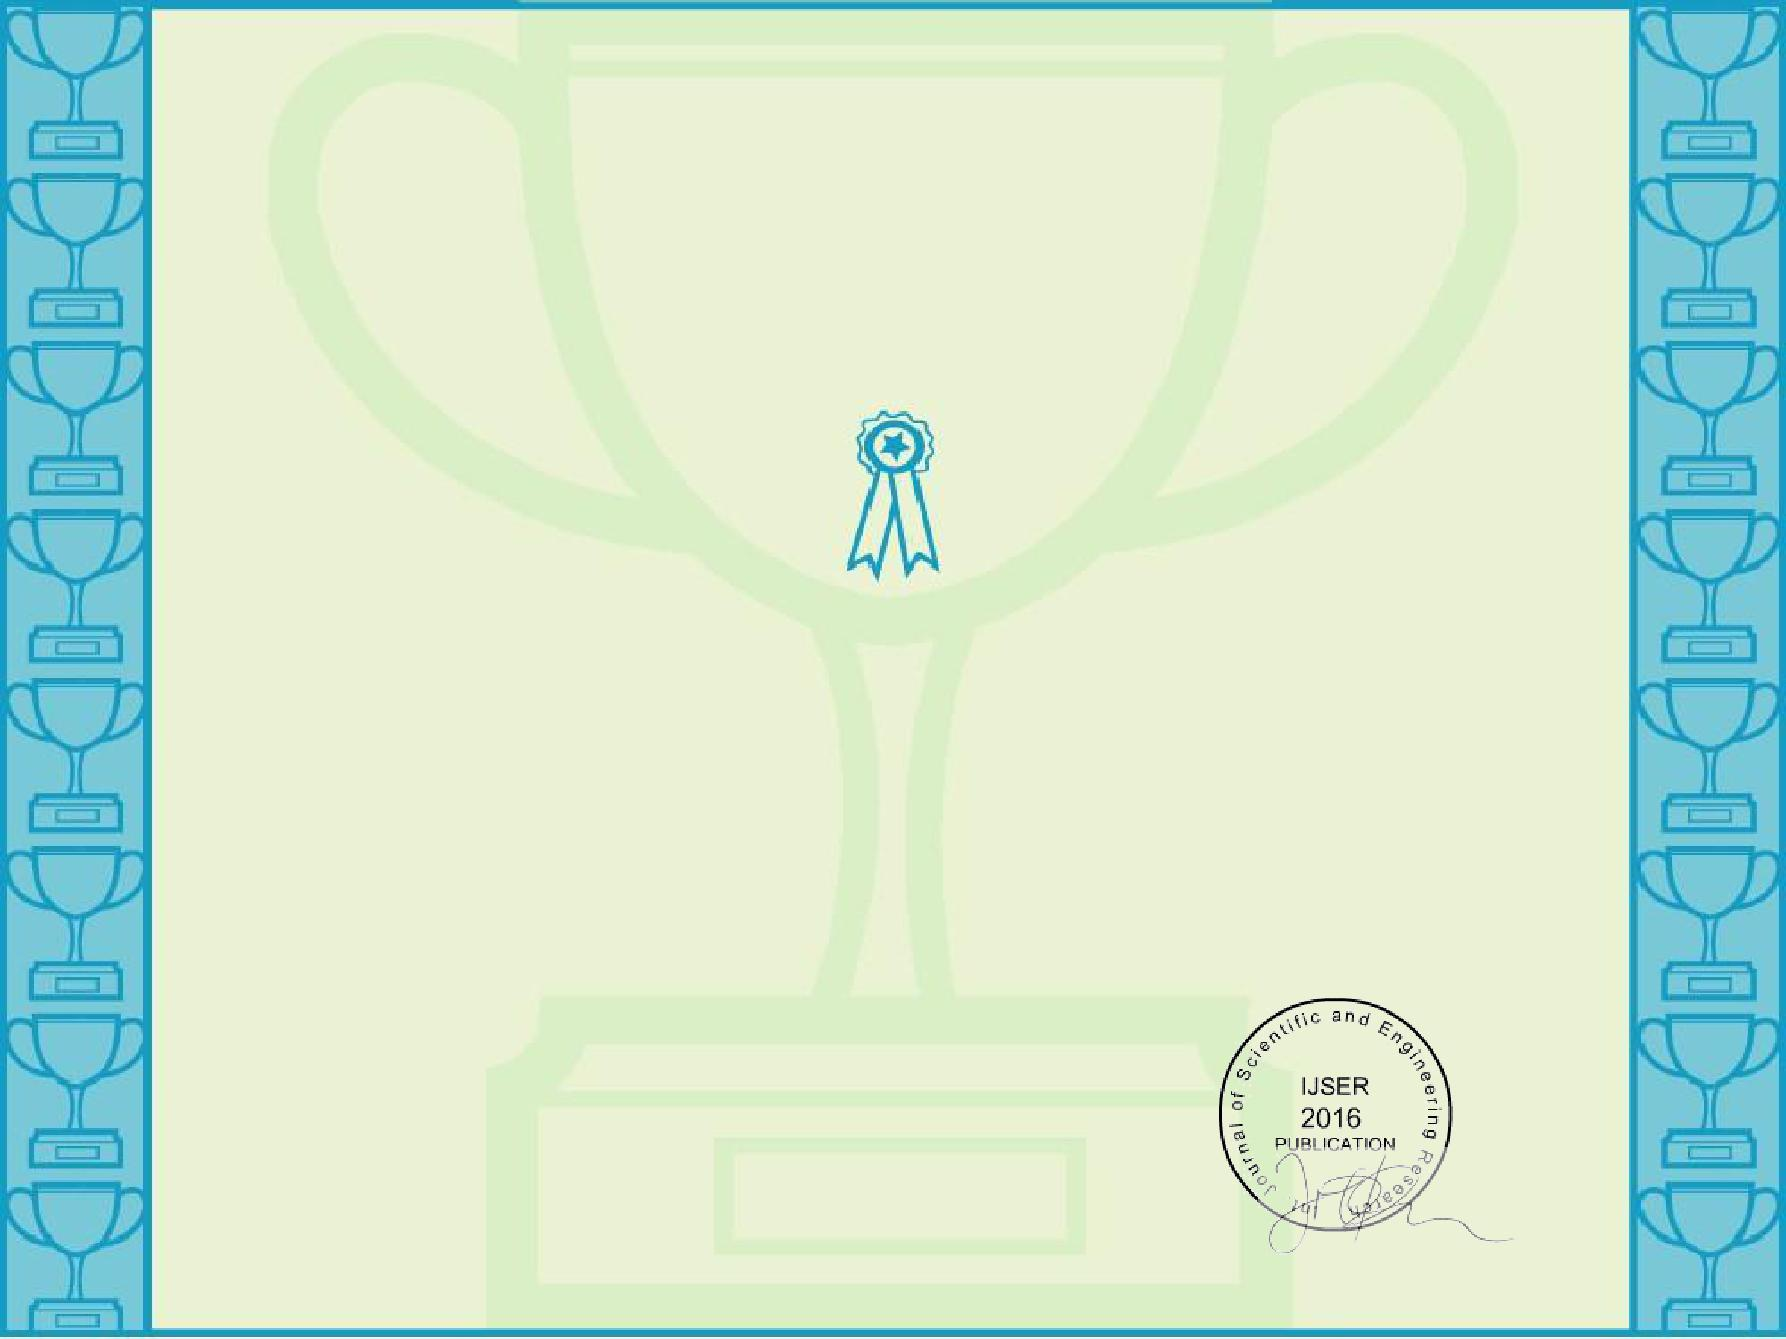 Journal of Scientific and Engineering Research
IJSER
2016
PUBLICATION